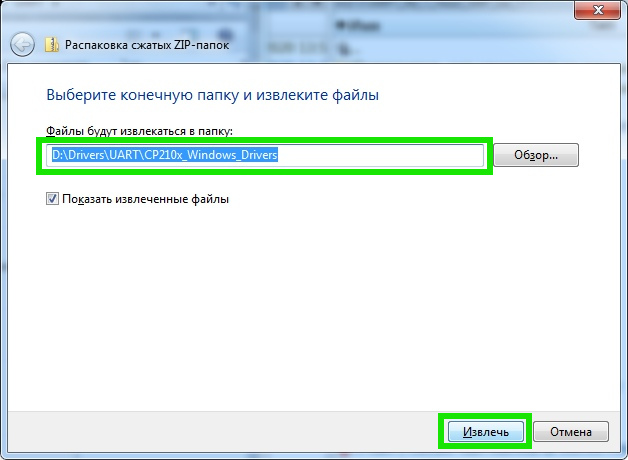 Распаковка сжатых ZIP-папок
Выберите конечную папку и извлеките файлы
Файлы будут извлекаться в папку:
D:\Drivers\UART\CP210x_Windows_Drivers
Обзор...
Показать извлеченные файлы
Извлечь
Отмена